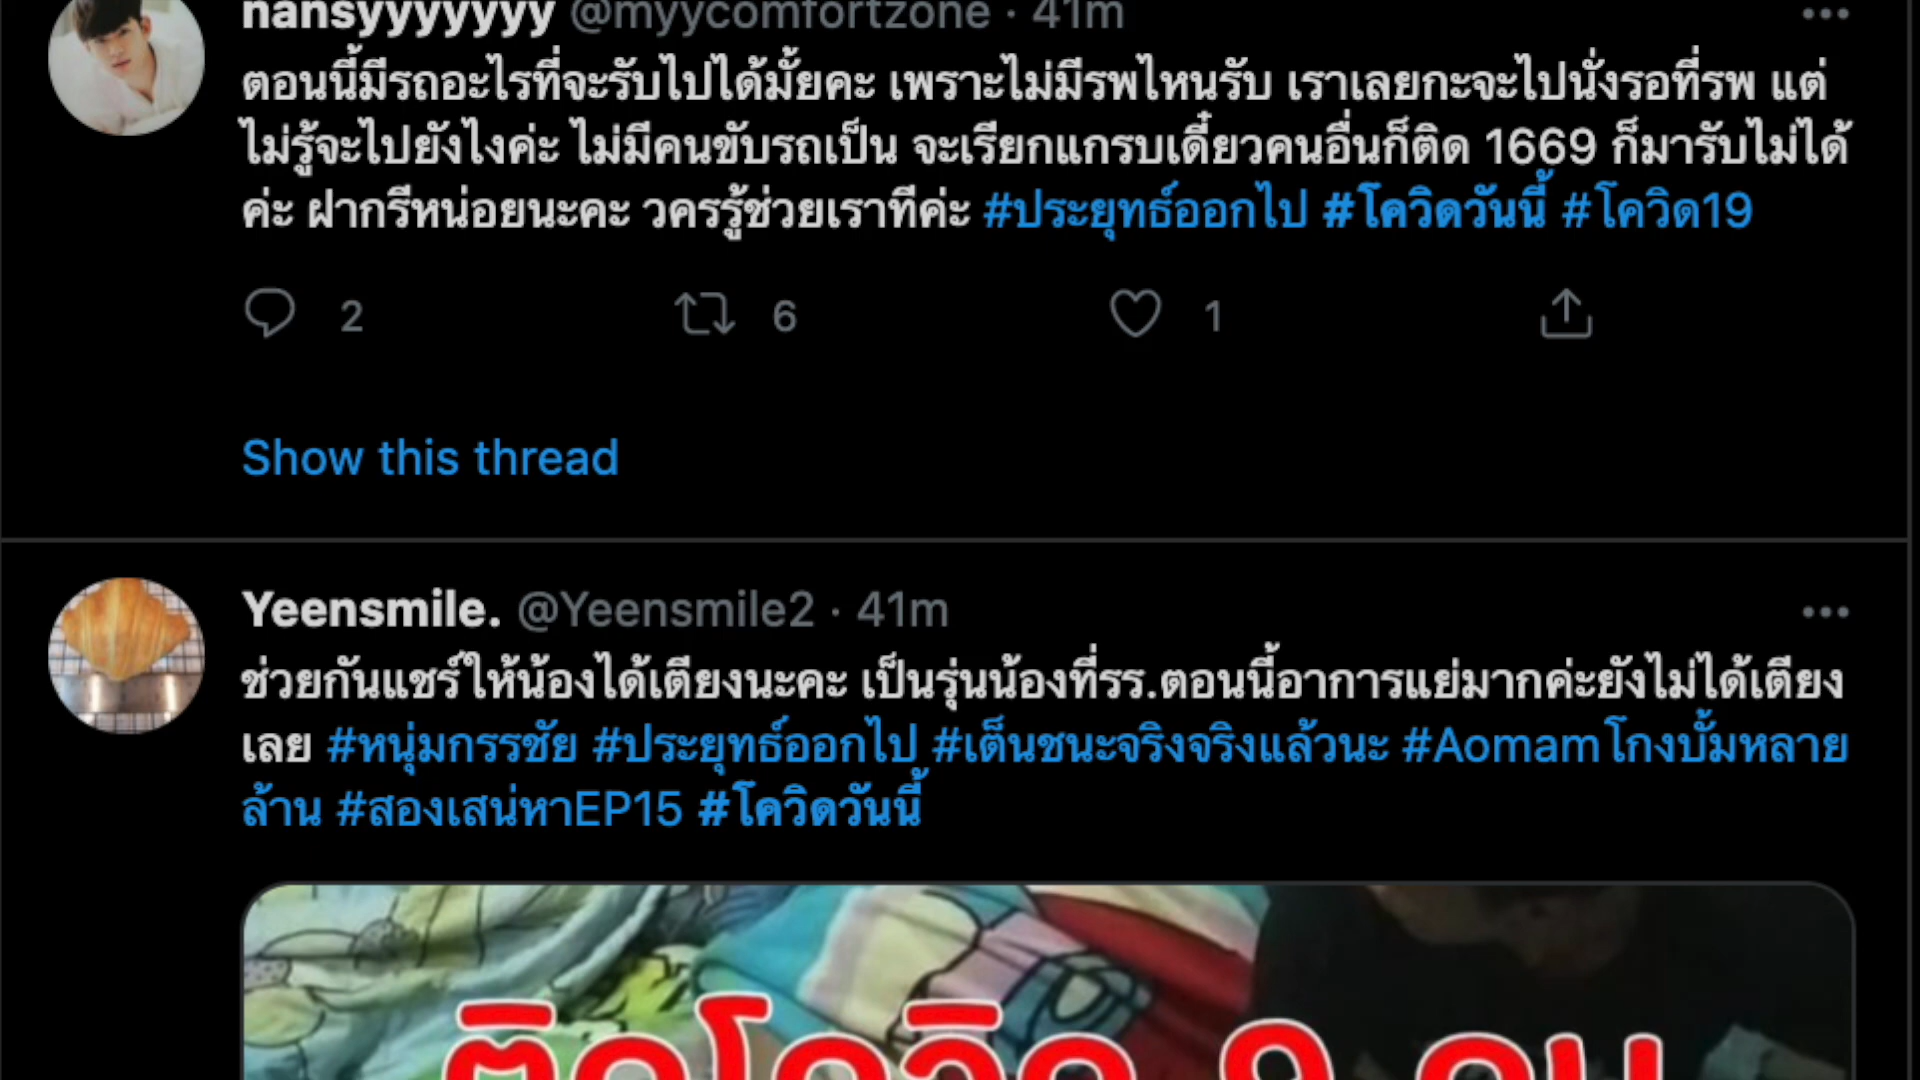 nansyyyyyyy @myycomfortzone · 41m
ตอนนี้มีรถอะไรที่จะรับไปได้มั้ยคะ เพราะไม่มีรพไหนรับ เราเลยกะจะไปนั่งรอที่รพ แต่
ไม่รู้จะไปยังไงค่ะ ไม่มีคนขับรถเป็น จะเรียกแกรบเดี๋ยวคนอื่นก็ติด 1669 ก็มารับไม่ได้
ค่ะ ฝากรีหน่อยนะคะ วครรู้ช่วยเราทีค่ะ #ประยุทธ์ออกไป #โควิดวันนี้ #โควิด19
2 6 1
Show this thread
Yeensmile. @Yeensmile2 · 41m
ช่วยกันแชร์ให้น้องได้เตียงนะคะ เป็นรุ่นน้องที่รร.ตอนนี้อาการแย่มากค่ะยังไม่ได้เตียง
เลย #หนุ่มกรรชัย #ประยุทธ์ออกไป #เต็นชนะจริงจริงแล้วนะ #Aomamโกงบั้มหลาย
ล้าน #สองเสน่หาEP15 #โควิดวันนี้
ติดโควิด 9 คน